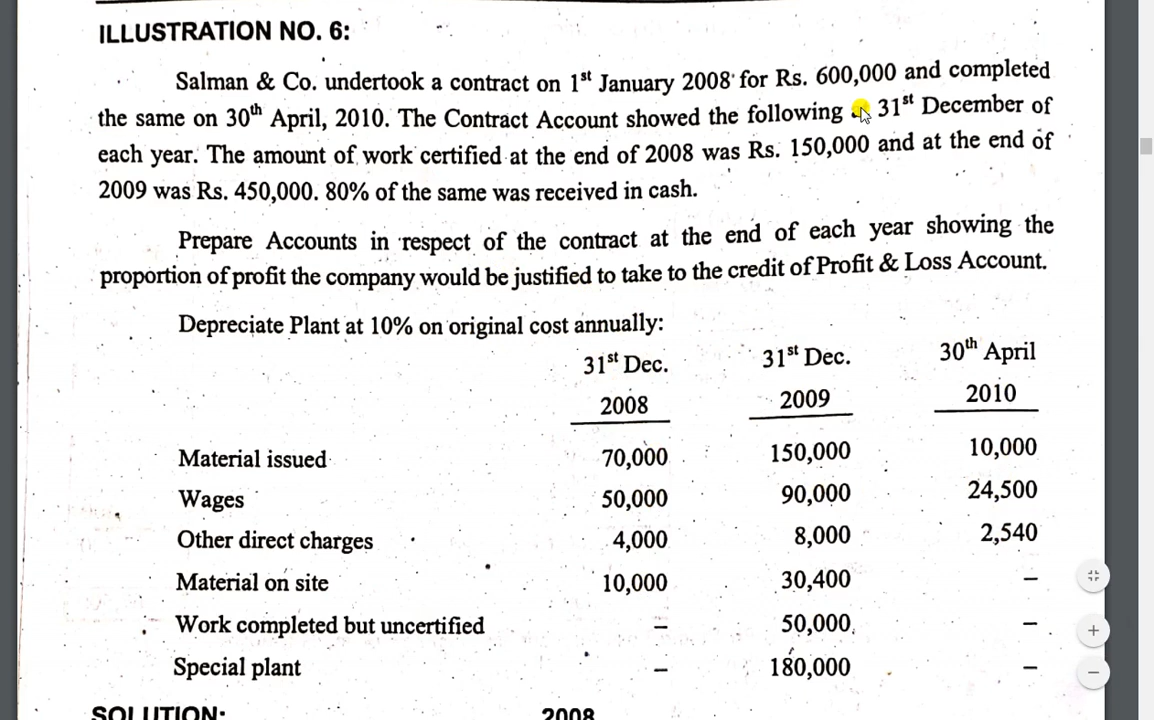 ILLUSTRATION NO. 6:
Salman & Co. undertook a contract on 1st January 2008 for Rs. 600,000 and completed
the same on 30th April, 2010. The Contract Account showed the following 31st December of
each year. The amount of work certified at the end of 2008 was Rs. 150,000 and at the end of
2009 was Rs. 450,000. 80% of the same was received in cash.
Prepare Accounts in respect of the contract at the end of each year showing the
proportion of profit the company would be justified to take to the credit of Profit & Loss Account.
Depreciate Plant at 10% on original cost annually:
31st Dec. 31st Dec. 30th April
2008 2009 2010
Material issued 70,000 150,000 10,000
Wages 50,000 90,000 24,500
Other direct charges 4,000 8,000 2,540
Material on site 10,000 30,400 –
Work completed but uncertified – 50,000 –
Special plant – 180,000 –
SOLUTION: 2008